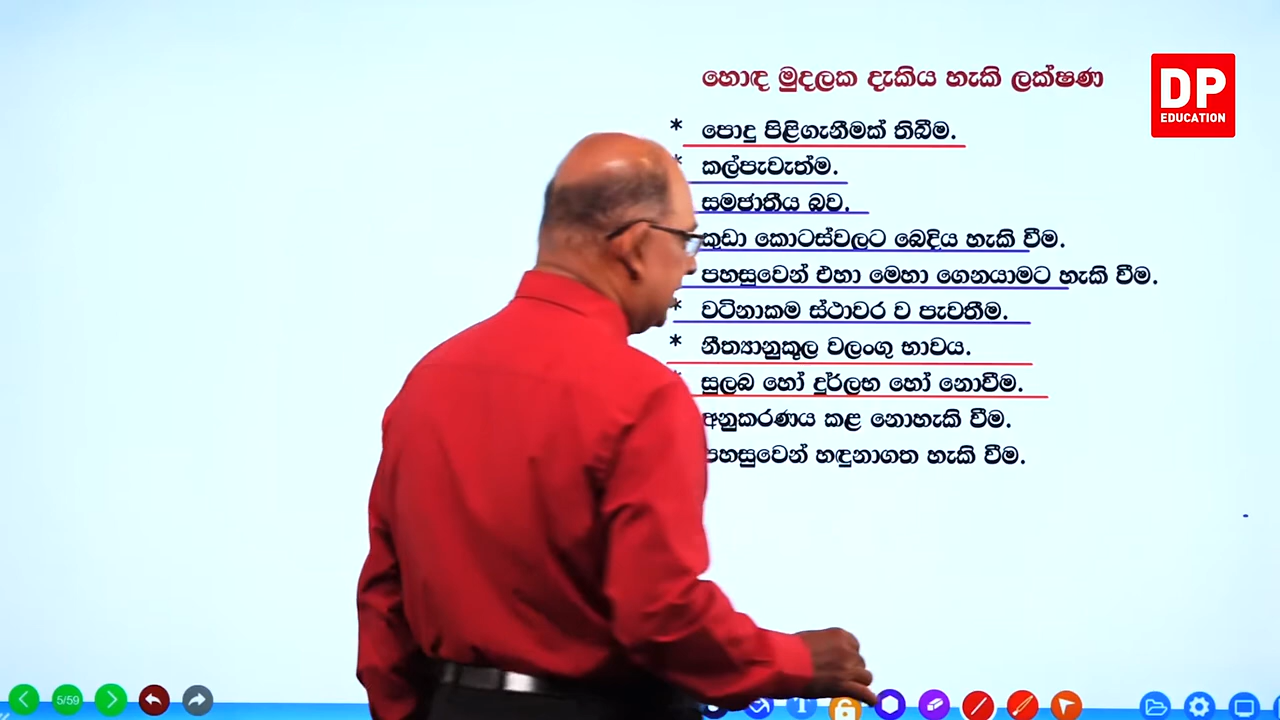 හොඳ මුදලක දැකිය හැකි ලක්ෂණ
DP
EDUCATION
* පොදු පිළිගැනීමක් තිබීම.
* කල්පැවැත්ම.
සමජාතීය බව.
කුඩා කොටස්වලට බෙදිය හැකි වීම.
පහසුවෙන් එහා මෙහා ගෙනයාමට හැකි වීම.
* වටිනාකම ස්ථාවර ව පැවතීම.
* නීත්‍යානුකූල වලංගු භාවය.
* සුලබ හෝ දුර්ලභ හෝ නොවීම.
අනුකරණය කළ නොහැකි වීම.
පහසුවෙන් හඳුනාගත හැකි වීම.
5/59